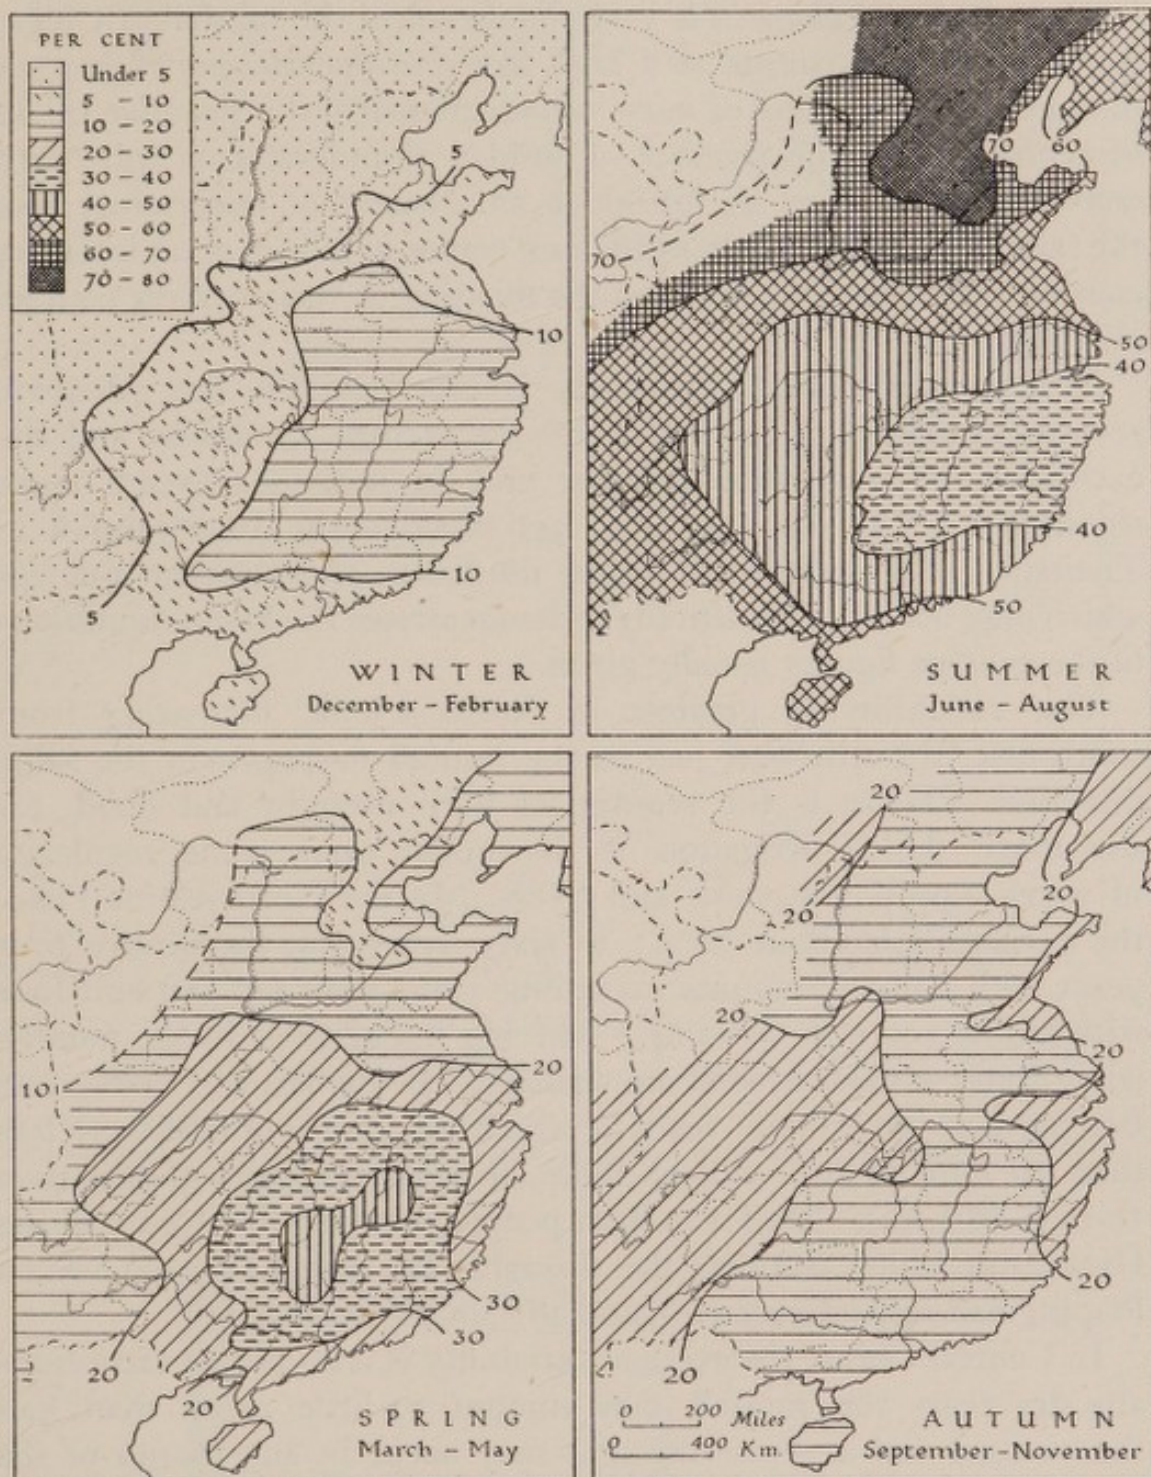 PER CENT
Under 5
5 - 10
10 - 20
20 - 30
30 - 40
40 - 50
50 - 60
60 - 70
70 - 80
5
10
10
5
WINTER
December - February
70
60
70
50
40
40
50
SUMMER
June - August
10
20
30
30
20
20
SPRING
March - May
20
20
20
20
20
20
20
0 200 Miles
0 400 Km.
AUTUMN
September - November